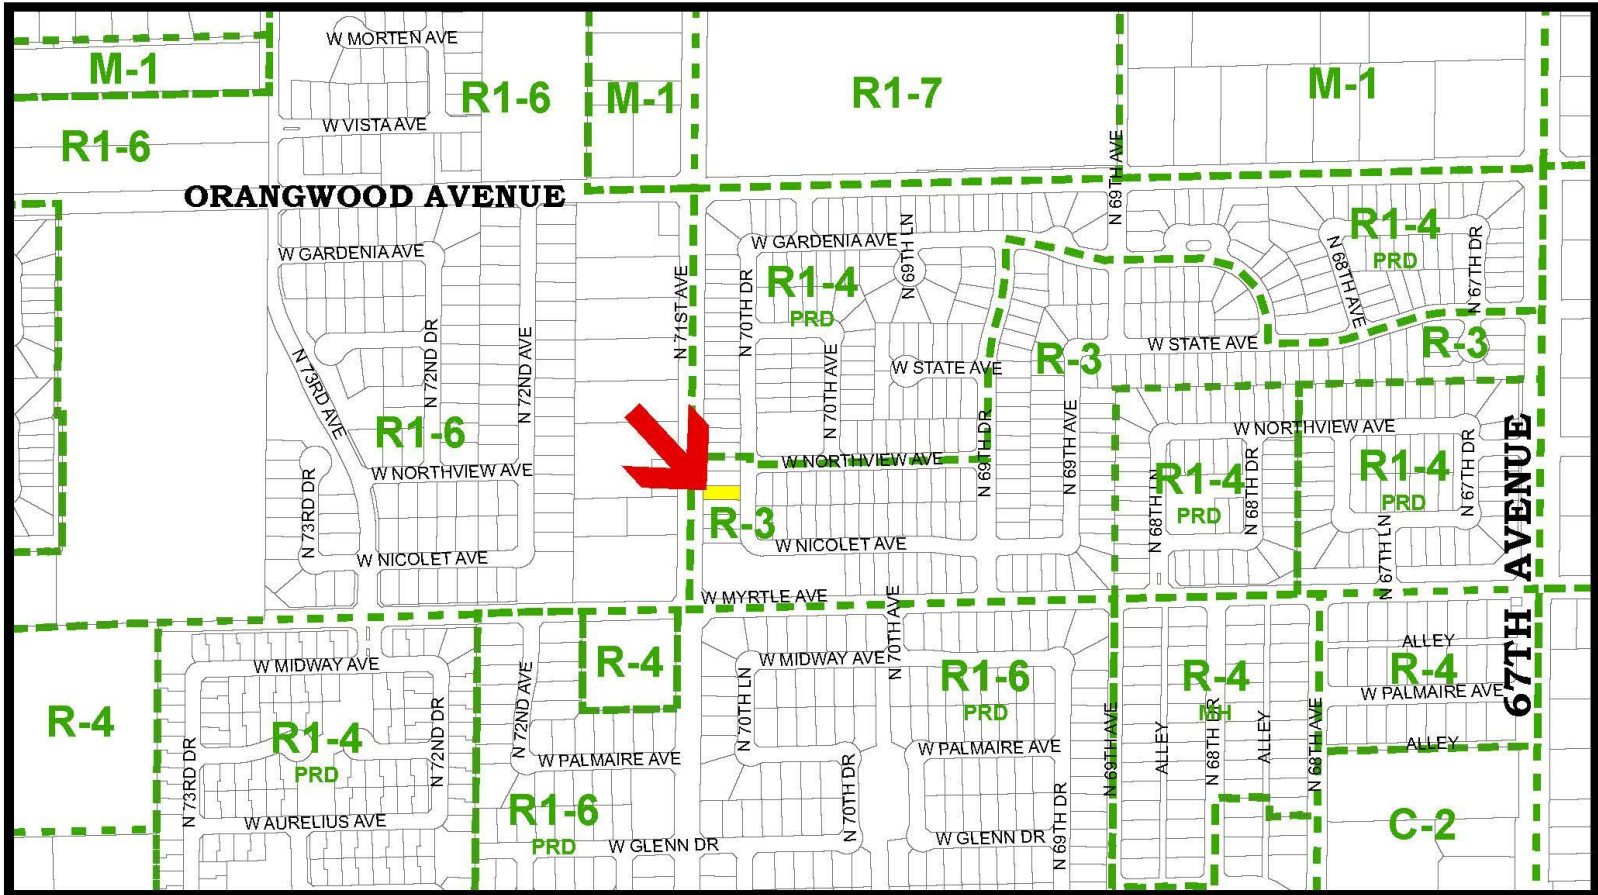 W MORTEN AVE
M-1
R1-6
M-1
R1-7
M-1
W VISTA AVE
R1-6
N 69TH AVE
ORANGWOOD AVENUE
W GARDENIA AVE
W GARDENIA AVE
N 69TH LN
R1-4
PRD
N 68TH AVE
N 67TH DR
R1-4
PRD
N 71ST AVE
N 70TH DR
N 73RD AVE
N 72ND DR
N 72ND AVE
N 70TH AVE
W STATE AVE
R-3
W STATE AVE
R-3
R1-6
W NORTHVIEW AVE
W NORTHVIEW AVE
N 69TH DR
N 69TH AVE
W NORTHVIEW AVE
R1-4
PRD
N 68TH LN
N 68TH DR
R1-4
PRD
N 67TH DR
67TH AVENUE
N 73RD DR
R-3
W NICOLET AVE
W NICOLET AVE
N 67TH LN
W MYRTLE AVE
N 70TH AVE
W MIDWAY AVE
R-4
W MIDWAY AVE
R1-6
PRD
R-4
MH
ALLEY
R-4
W PALMAIRE AVE
ALLEY
R-4
N 73RD DR
R1-4
PRD
N 72ND DR
N 72ND AVE
N 70TH LN
W PALMAIRE AVE
W PALMAIRE AVE
N 69TH AVE
ALLEY
N 68TH DR
ALLEY
N 68TH AVE
W AURELIUS AVE
R1-6
PRD
W GLENN DR
N 70TH DR
W GLENN DR
N 69TH DR
C-2